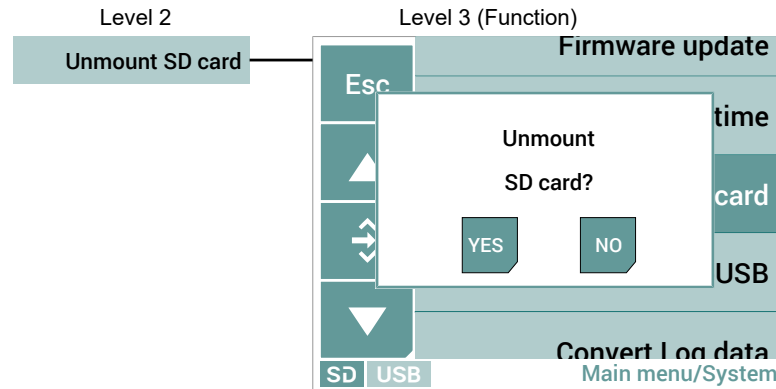 Level 2
Level 3 (Function)
Unmount SD card
Firmware update
Esc
time
Unmount
SD card?
card
YES
NO
USB
Convert Log data
SD
USB
Main menu/System